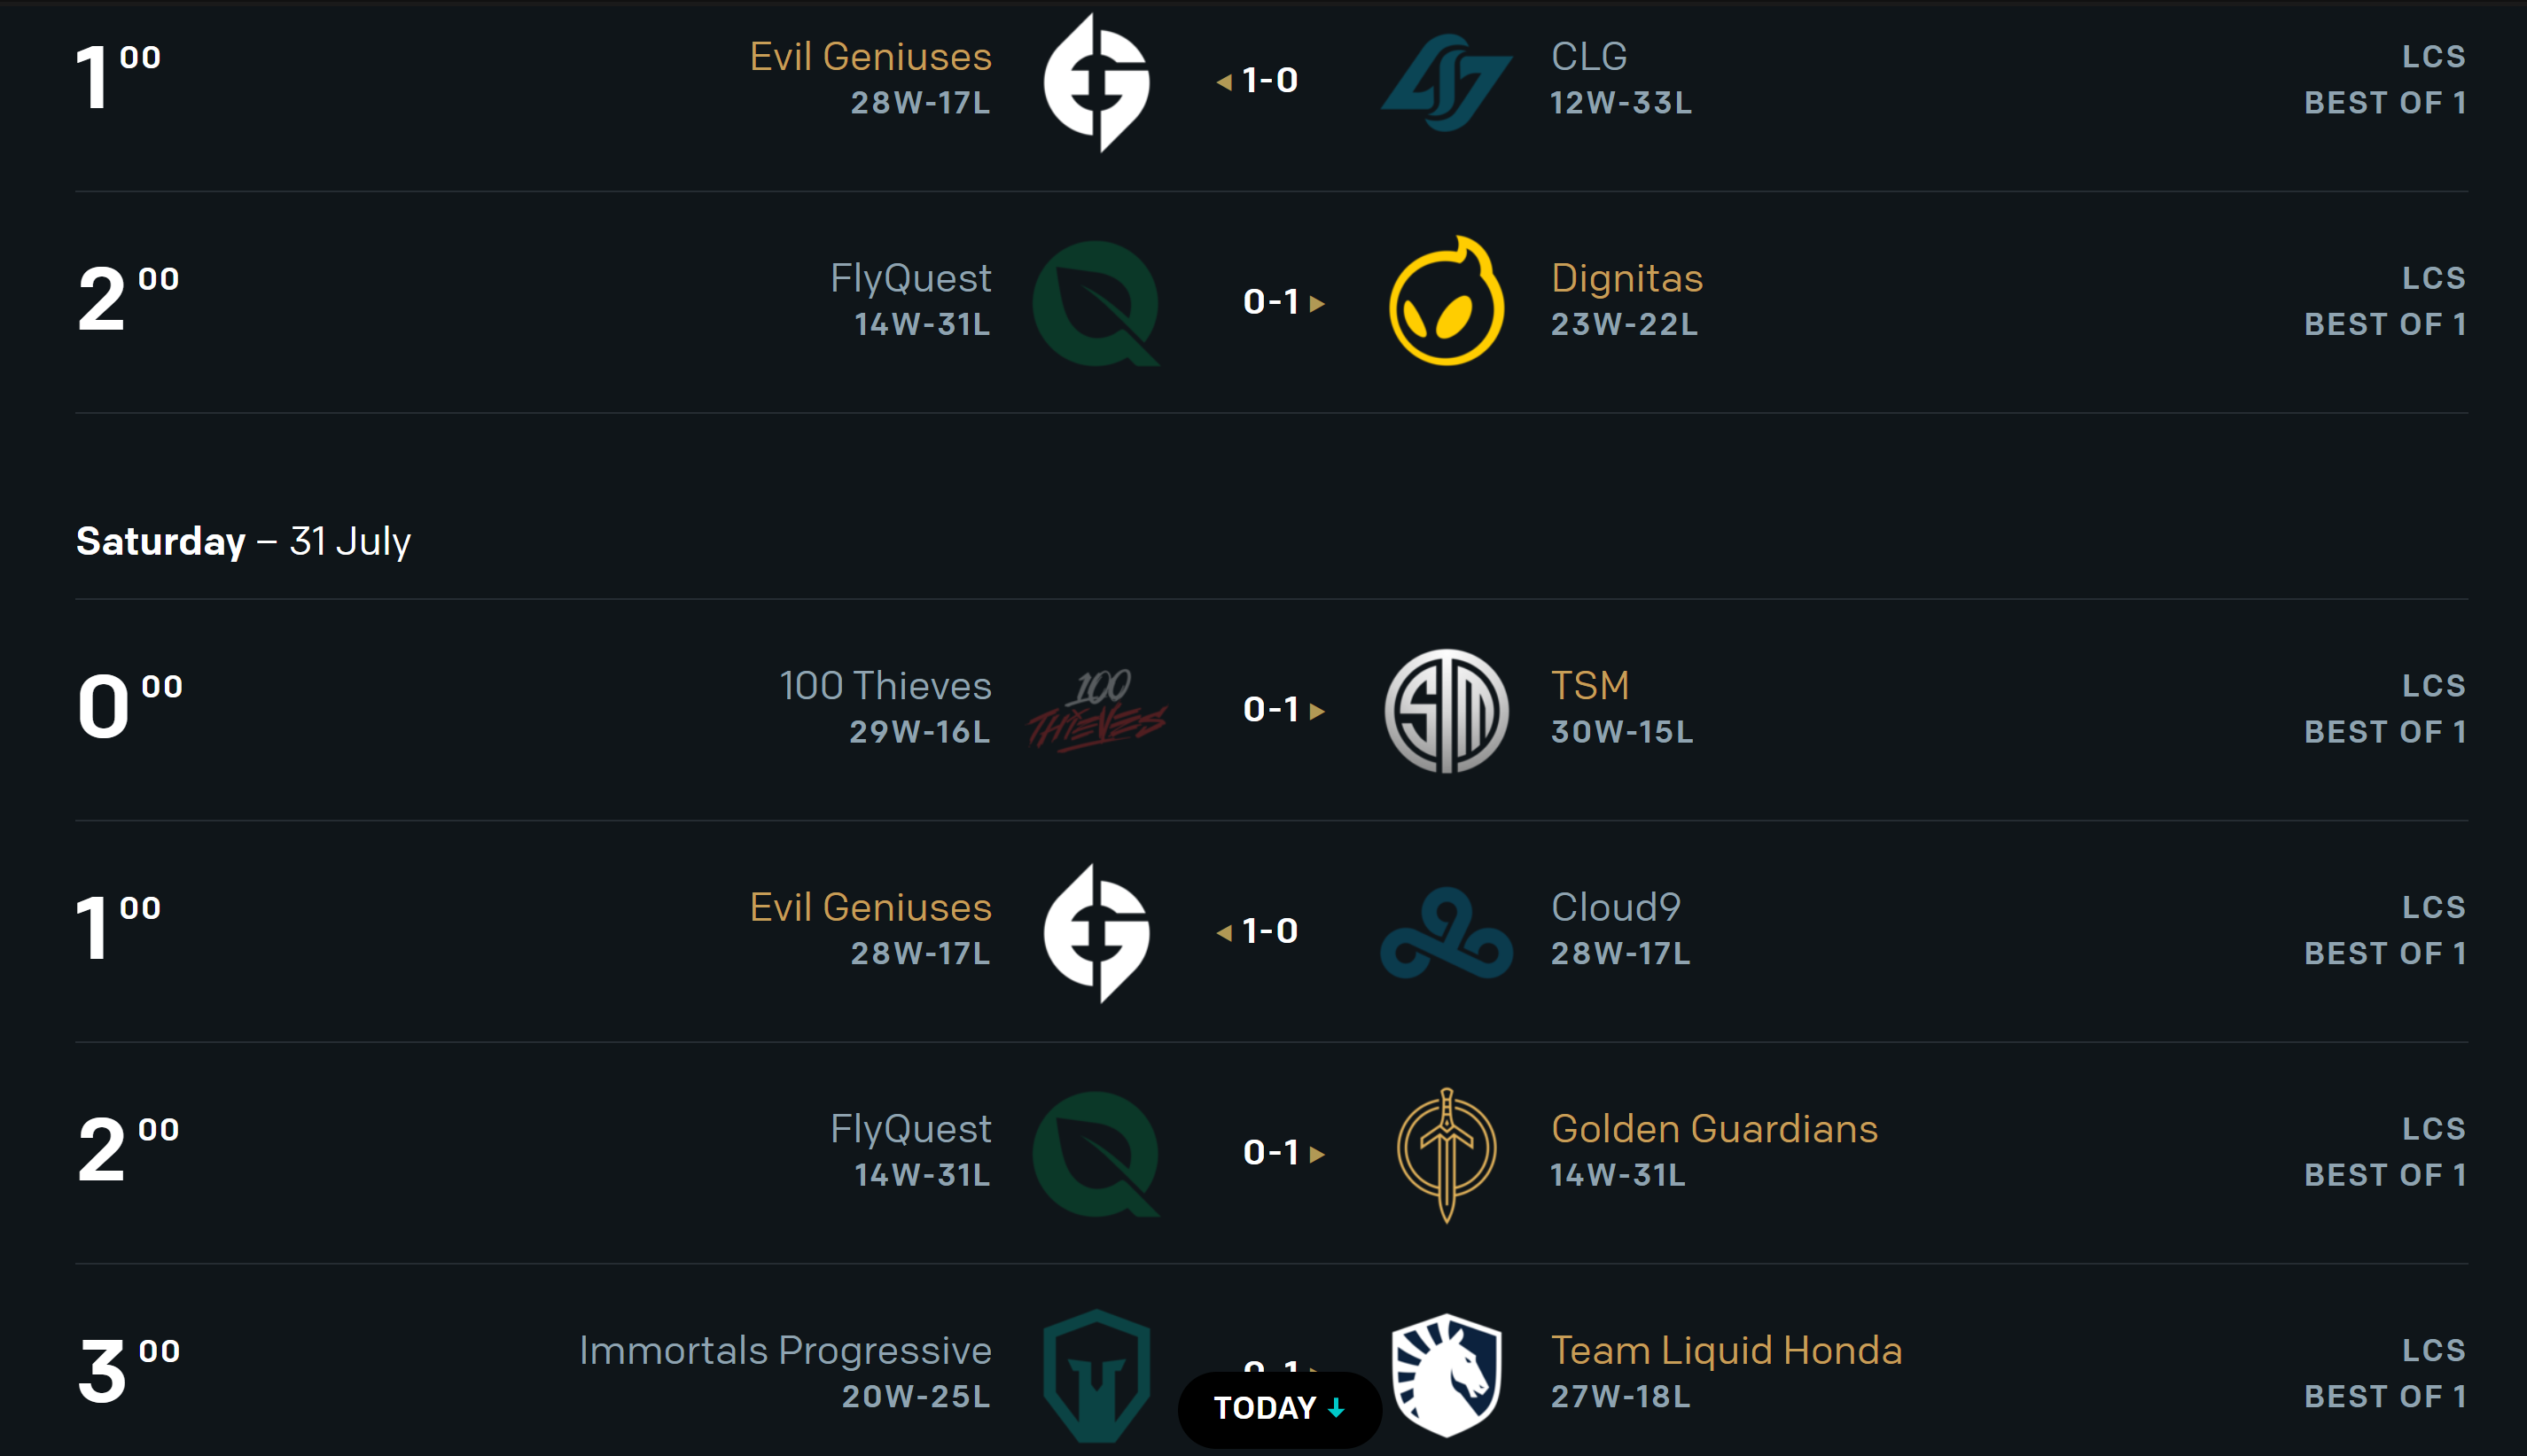 1 00
Evil Geniuses
28W-17L
1-0
CLG
12W-33L
LCS
BEST OF 1
2 00
FlyQuest
14W-31L
0-1
Dignitas
23W-22L
LCS
BEST OF 1
Saturday – 31 July
0 00
100 Thieves
29W-16L
100
THIEVES
0-1
TSM
TSM
30W-15L
LCS
BEST OF 1
1 00
Evil Geniuses
28W-17L
1-0
Cloud9
28W-17L
LCS
BEST OF 1
2 00
FlyQuest
14W-31L
0-1
Golden Guardians
14W-31L
LCS
BEST OF 1
3 00
Immortals Progressive
20W-25L
0-1
Team Liquid Honda
27W-18L
LCS
BEST OF 1
TODAY